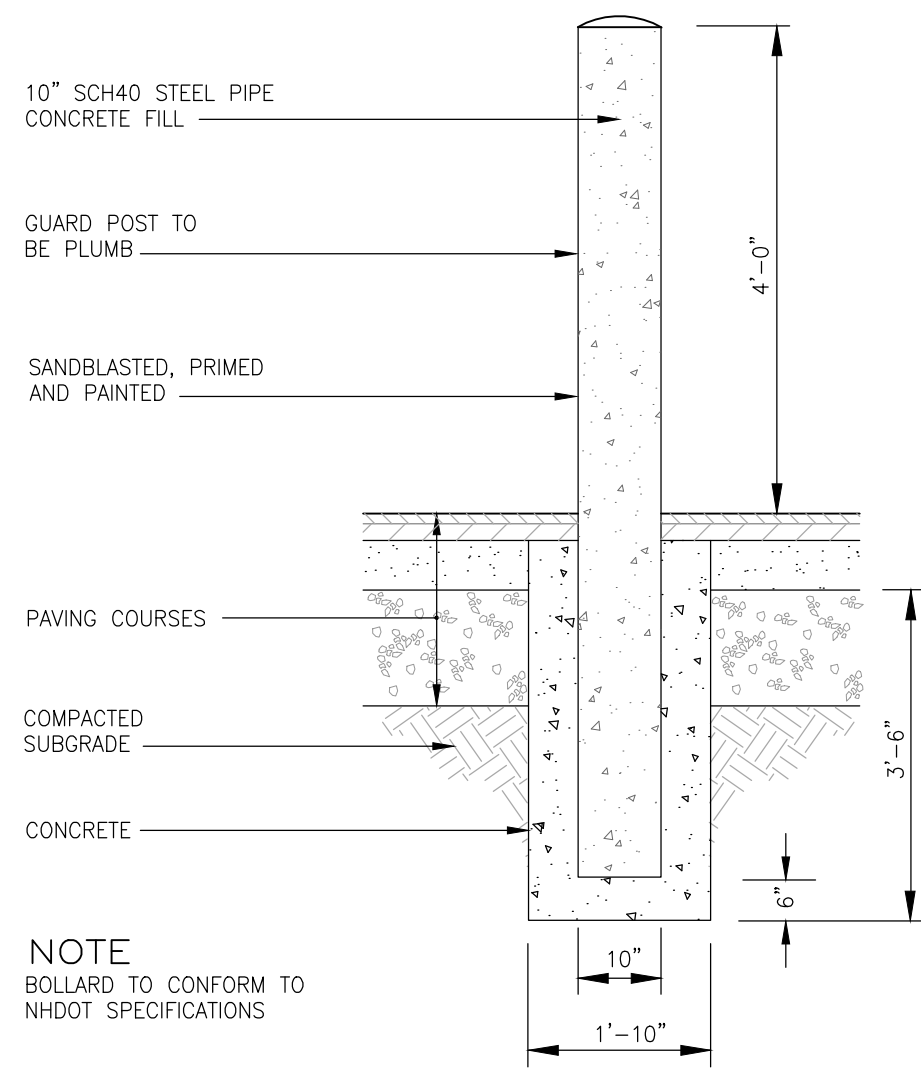 10” SCH40 STEEL PIPE
CONCRETE FILL
GUARD POST TO
BE PLUMB
4’-0”
SANDBLASTED, PRIMED
AND PAINTED
PAVING COURSES
COMPACTED
SUBGRADE
3’-6”
CONCRETE
6”
NOTE
BOLLARD TO CONFORM TO
NHDOT SPECIFICATIONS
10”
1’-10”